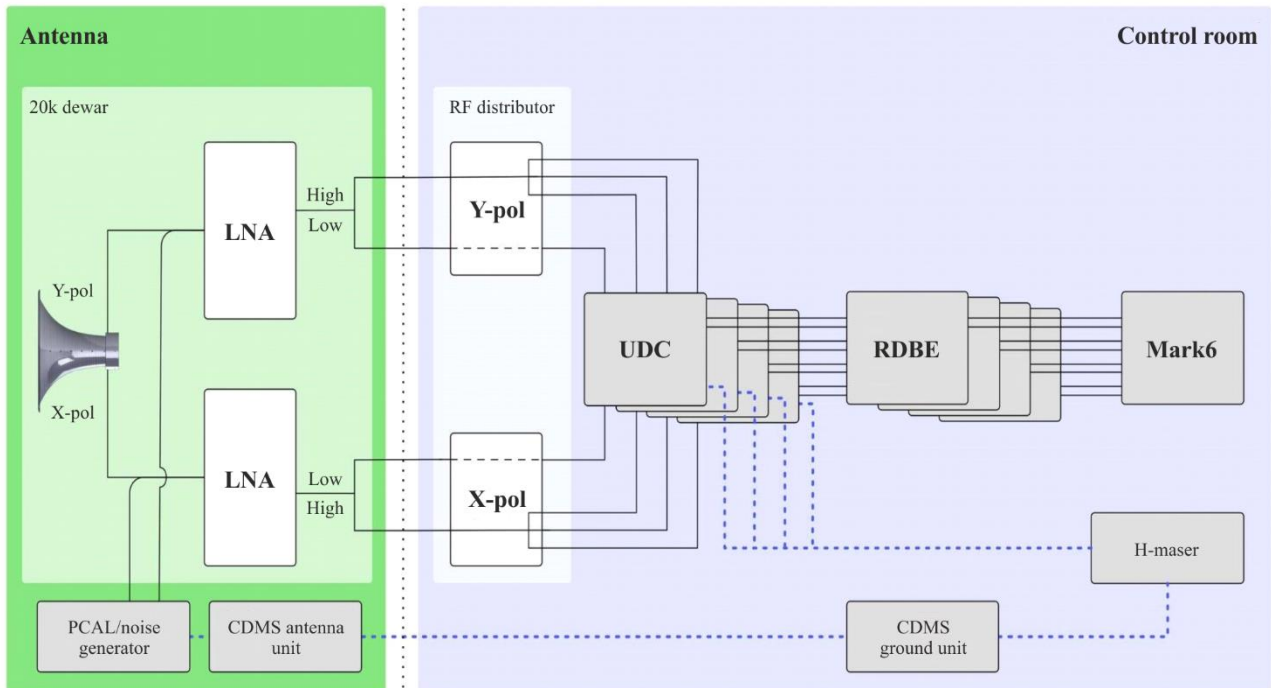 Antenna
Control room
20k dewar
RF distributor
LNA
High
Low
Y-pol
Y-pol
X-pol
UDC
RDBE
Mark6
LNA
Low
High
X-pol
H-maser
PCAL/noise
generator
CDMS antenna
unit
CDMS
ground unit